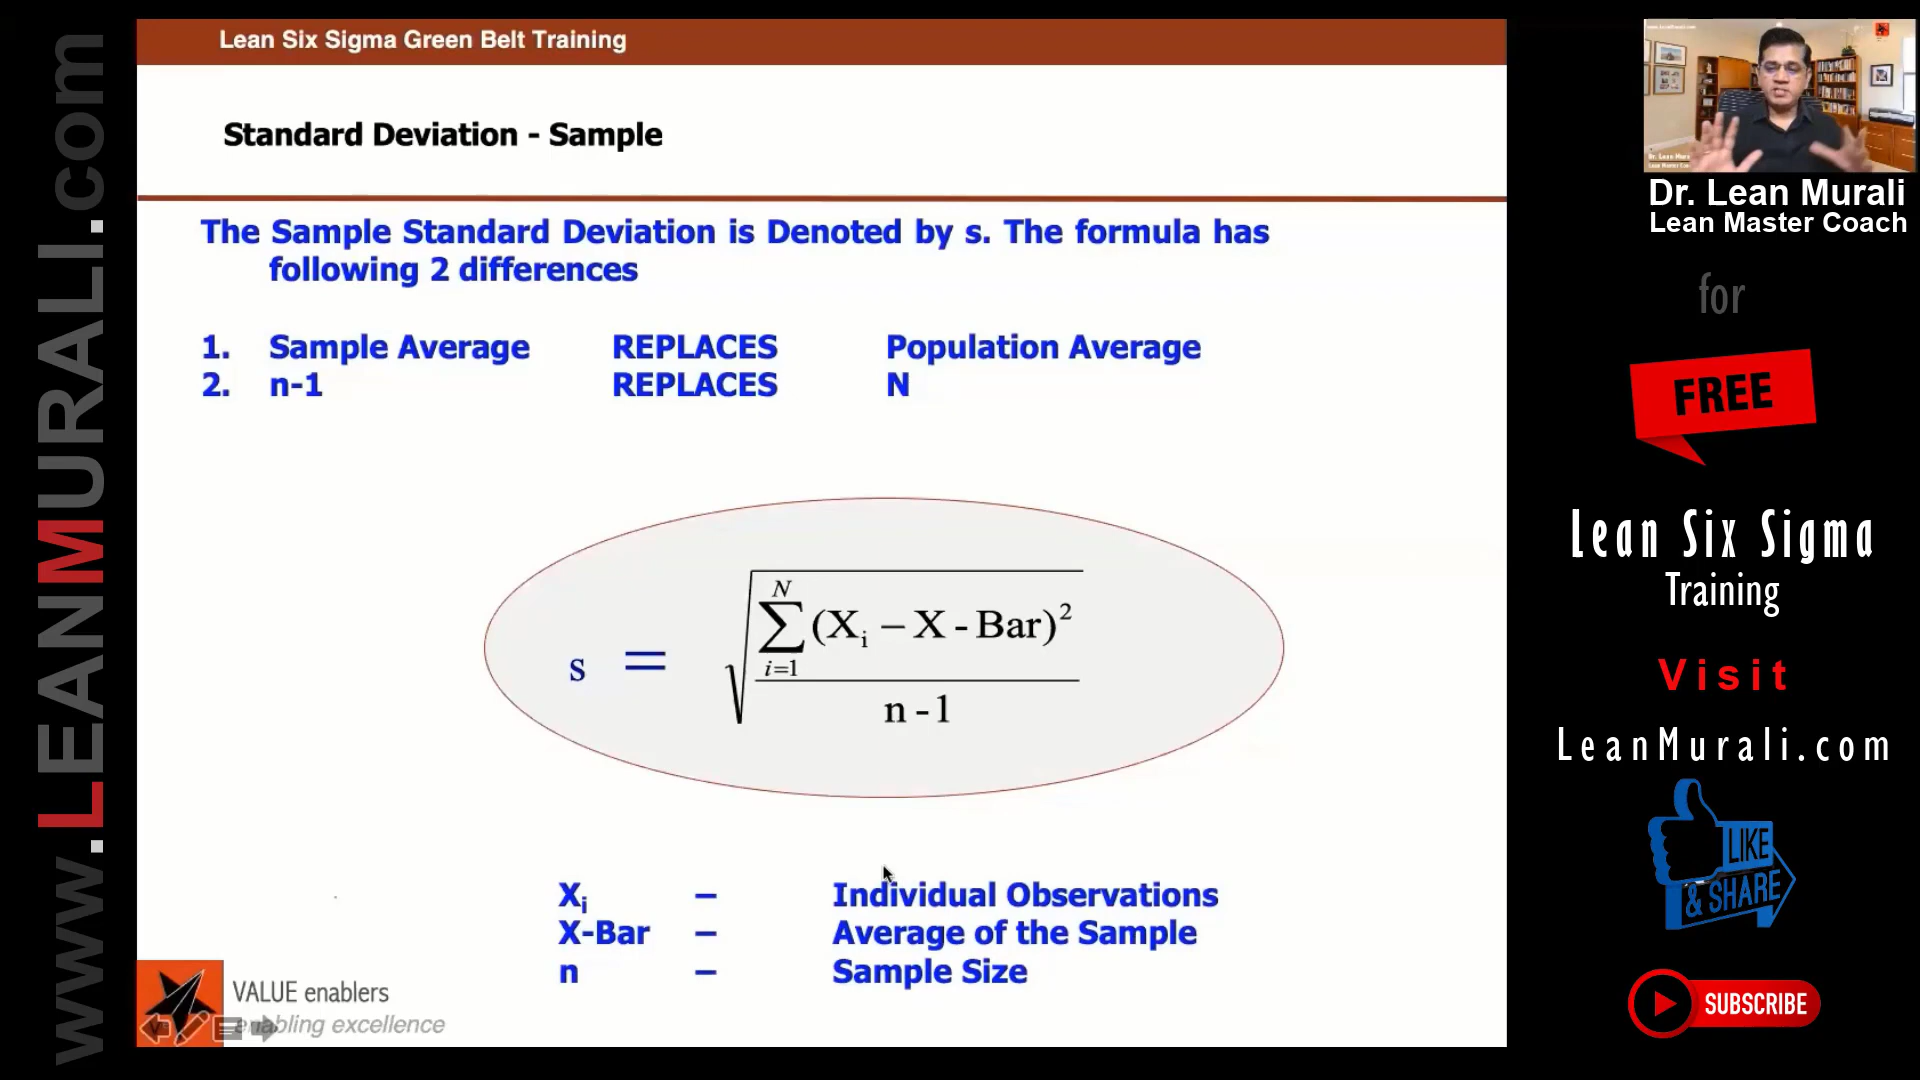 www.LEANMURALI.com
Lean Six Sigma Green Belt Training
Standard Deviation - Sample
The Sample Standard Deviation is Denoted by s. The formula has
following 2 differences
1. Sample Average REPLACES Population Average
2. n-1 REPLACES N
s = √ N ∑ i=1 (Xi – X - Bar)2
n - 1
Xi – Individual Observations
X-Bar – Average of the Sample
n – Sample Size
VALUE enablers
enabling excellence
Dr. Lean Murali
Lean Master Coach
for
FREE
Lean Six Sigma
Training
Visit
LeanMurali.com
LIKE
& SHARE
SUBSCRIBE